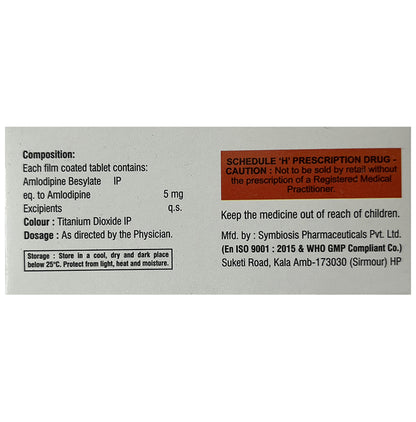 Composition:
Each film coated tablet contains:
Amlodipine Besylate IP
eq. to Amlodipine 5 mg
Excipients q.s.
Colour : Titanium Dioxide IP
Dosage : As directed by the Physician.
Storage : Store in a cool, dry and dark place
below 25°C. Protect from light, heat and moisture.
SCHEDULE 'H' PRESCRIPTION DRUG -
CAUTION : Not to be sold by retail without
the prescription of a Registered Medical
Practitioner.
Keep the medicine out of reach of children.
Mfd. by : Symbiosis Pharmaceuticals Pvt. Ltd.
(En ISO 9001 : 2015 & WHO GMP Compliant Co.)
Suketi Road, Kala Amb-173030 (Sirmour) HP